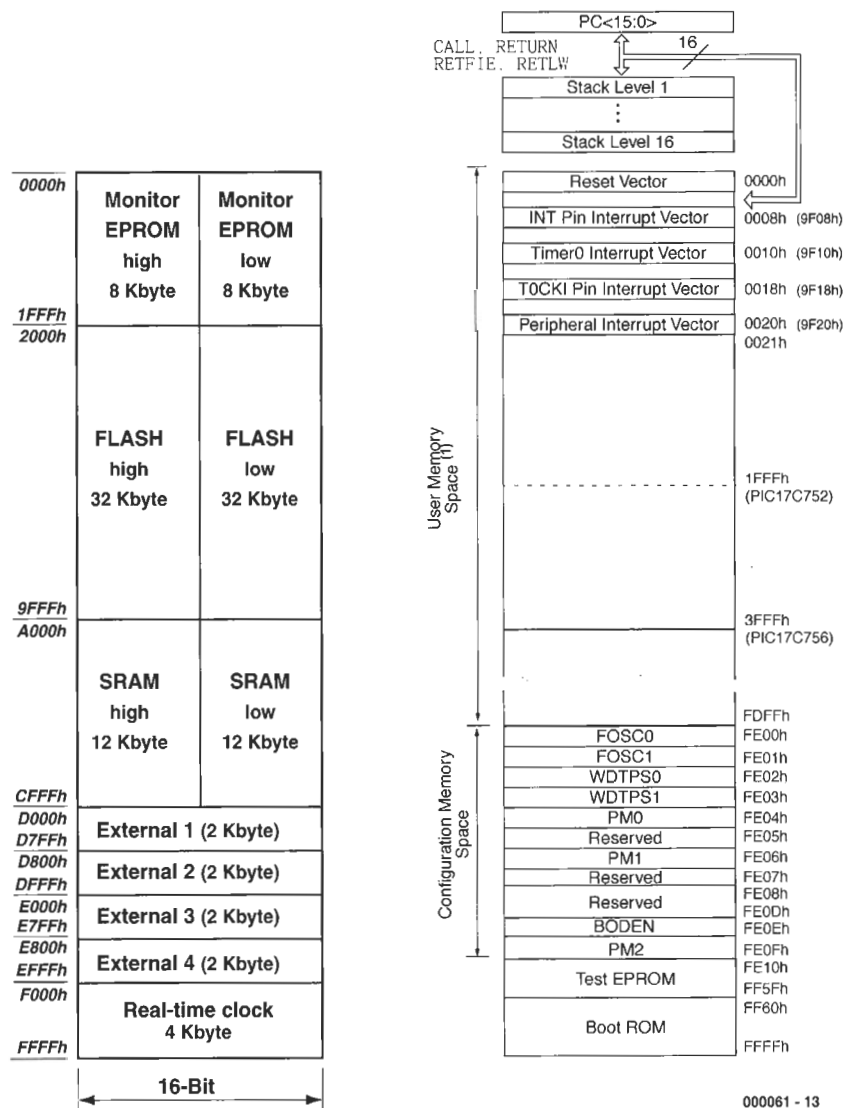 0000h
Monitor
EPROM
high
8 Kbyte
Monitor
EPROM
low
8 Kbyte
1FFFh
2000h
FLASH
high
32 Kbyte
FLASH
low
32 Kbyte
9FFFh
A000h
SRAM
high
12 Kbyte
SRAM
low
12 Kbyte
CFFFh
D000h
External 1 (2 Kbyte)
D7FFh
D800h
External 2 (2 Kbyte)
DFFFh
E000h
External 3 (2 Kbyte)
E7FFh
E800h
External 4 (2 Kbyte)
EFFFh
F000h
Real-time clock
4 Kbyte
FFFFh
16-Bit
PC<15:0>
CALL. RETURN
RETFIE. RETLW
16
Stack Level 1
Stack Level 16
User Memory
Space (1)
Reset Vector 0000h
INT Pin Interrupt Vector 0008h (9F08h)
Timer0 Interrupt Vector 0010h (9F10h)
T0CKI Pin Interrupt Vector 0018h (9F18h)
Peripheral Interrupt Vector 0020h (9F20h)
0021h
1FFFh
(PIC17C752)
3FFFh
(PIC17C756)
FDFFh
Configuration Memory
Space
FOSC0 FE00h
FOSC1 FE01h
WDTPS0 FE02h
WDTPS1 FE03h
PM0 FE04h
Reserved FE05h
PM1 FE06h
Reserved FE07h
FE08h
Reserved
FE0Dh
BODEN FE0Eh
PM2 FE0Fh
FE10h
Test EPROM
FF5Fh
FF60h
Boot ROM
FFFFh
000061 - 13